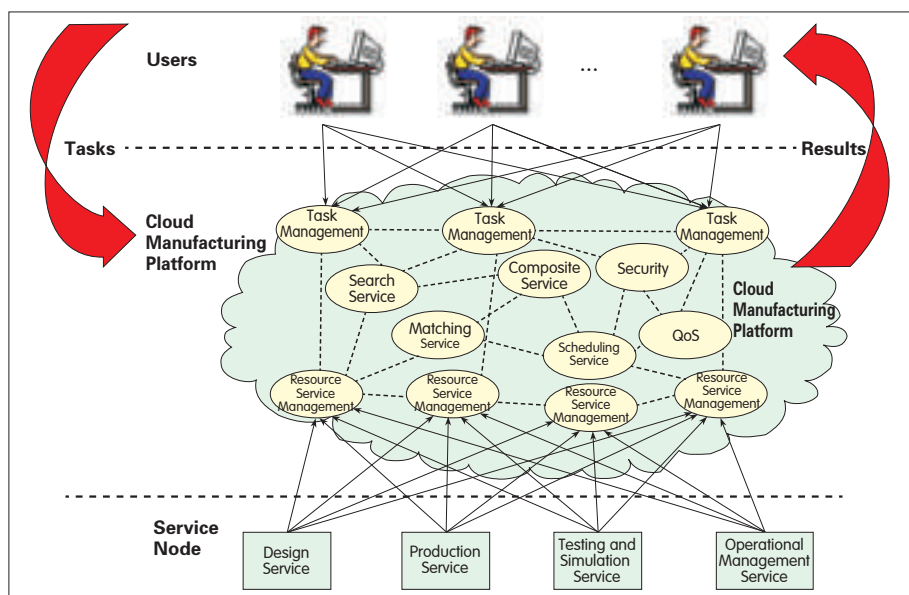 Users
...
Tasks
Results
Cloud
Manufacturing
Platform
Task
Management
Task
Management
Task
Management
Search
Service
Composite
Service
Security
Cloud
Manufacturing
Platform
Matching
Service
Scheduling
Service
QoS
Resource
Service
Management
Resource
Service
Management
Resource
Service
Management
Resource
Service
Management
Service
Node
Design
Service
Production
Service
Testing and
Simulation
Service
Operational
Management
Service